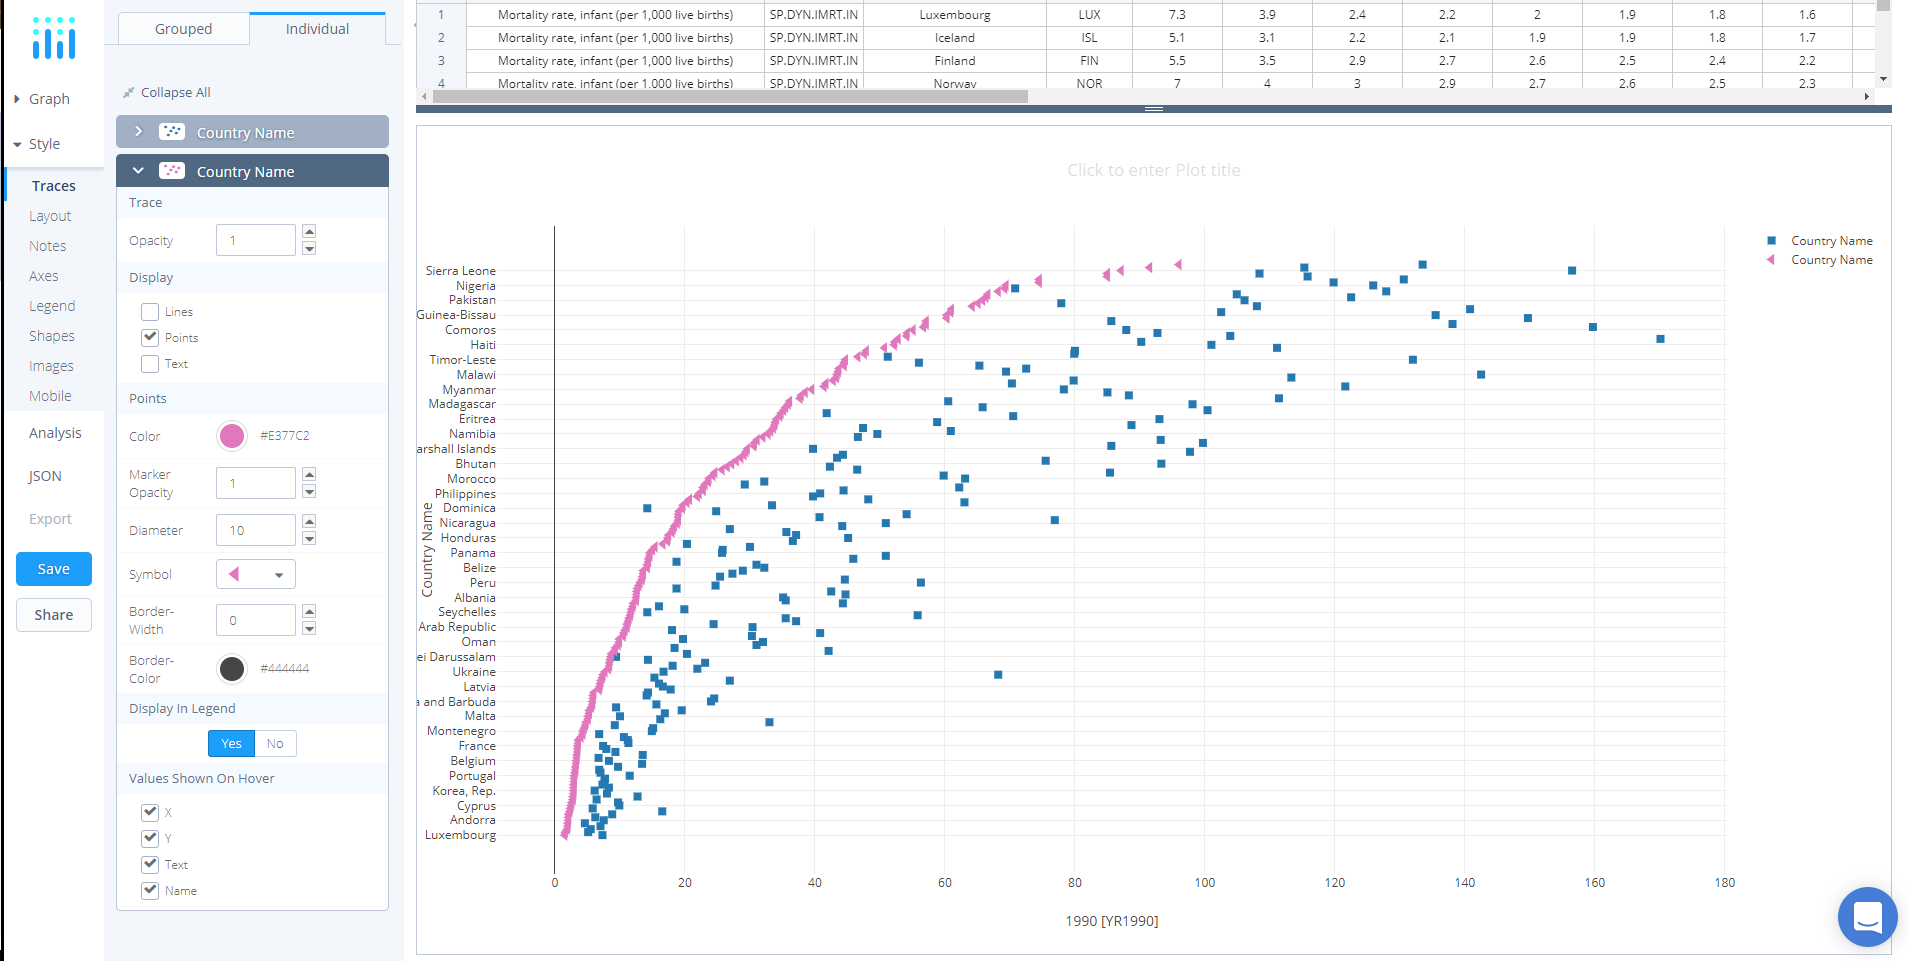 Grouped Individual
Collapse All
Graph
Country Name
Style
Country Name
Traces
Trace
Layout
Opacity 1
Notes
Display
Axes
Lines
Legend
Points
Shapes
Text
Images
Points
Mobile
Color #E377C2
Analysis
Marker Opacity 1
JSON
Diameter 10
Export
Symbol
Save
Border-Width 0
Share
Border-Color #444444
Display In Legend
Yes No
Values Shown On Hover
X
Y
Text
Name
1 Mortality rate, infant (per 1,000 live births) SP.DYN.IMRT.IN Luxembourg LUX 7.3 3.9 2.4 2.2 2 1.9 1.8 1.6
2 Mortality rate, infant (per 1,000 live births) SP.DYN.IMRT.IN Iceland ISL 5.1 3.1 2.2 2.1 1.9 1.9 1.8 1.7
3 Mortality rate, infant (per 1,000 live births) SP.DYN.IMRT.IN Finland FIN 5.5 3.5 2.9 2.7 2.6 2.5 2.4 2.2
4 Mortality rate, infant (per 1,000 live births) SP.DYN.IMRT.IN Norway NOR 7 4 3 2.9 2.7 2.6 2.5 2.3
Click to enter Plot title
Country Name
Country Name
Sierra Leone
Nigeria
Pakistan
Guinea-Bissau
Comoros
Haiti
Timor-Leste
Malawi
Myanmar
Madagascar
Eritrea
Namibia
arshall Islands
Bhutan
Morocco
Philippines
Dominica
Nicaragua
Honduras
Panama
Belize
Peru
Albania
Seychelles
Arab Republic
Oman
ei Darussalam
Ukraine
Latvia
a and Barbuda
Malta
Montenegro
France
Belgium
Portugal
Korea, Rep.
Cyprus
Andorra
Luxembourg
Country Name
0 20 40 60 80 100 120 140 160 180
1990 [YR1990]